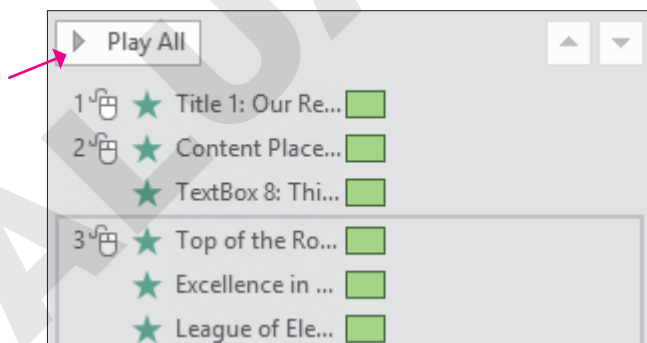 Play All
1 Title 1: Our Re...
2 Content Place...
TextBox 8: Thi...
3 Top of the Ro...
Excellence in ...
League of Ele...